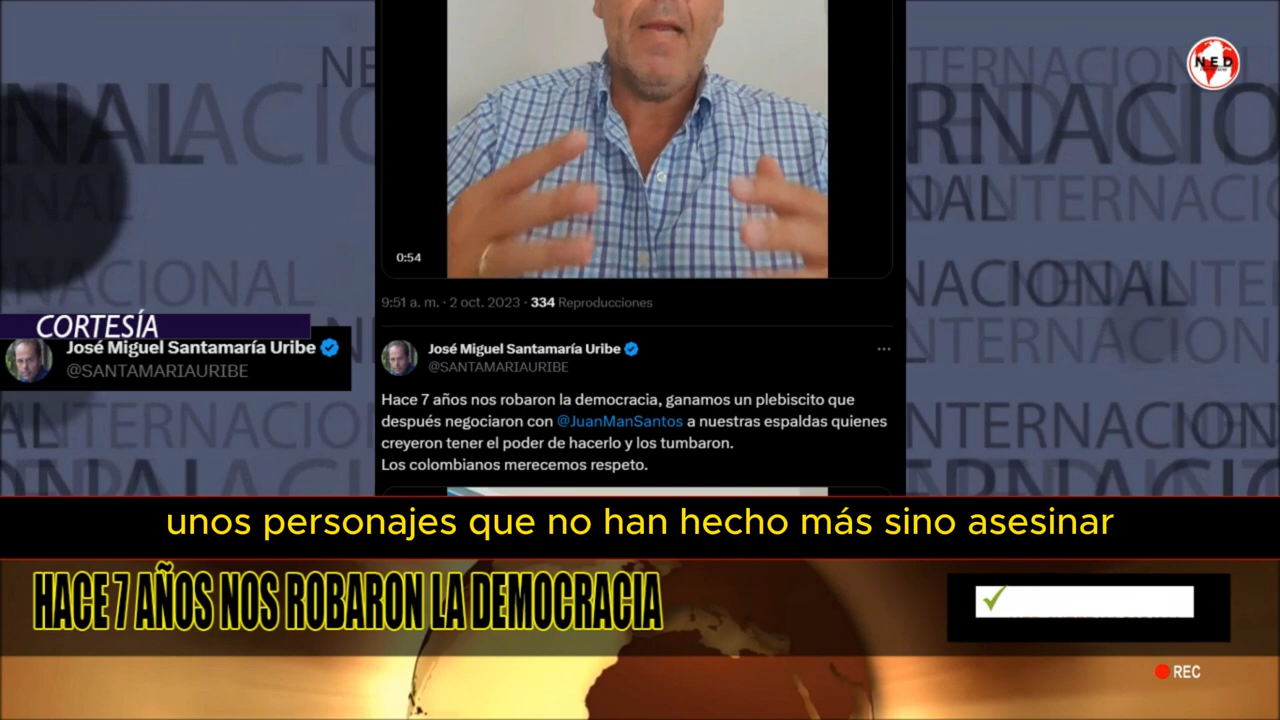 NED
0:54
9:51 a. m. · 2 oct. 2023 · 334 Reproducciones
CORTESÍA
José Miguel Santamaría Uribe
@SANTAMARIAURIBE
José Miguel Santamaría Uribe
@SANTAMARIAURIBE
Hace 7 años nos robaron la democracia, ganamos un plebiscito que
después negociaron con @JuanManSantos a nuestras espaldas quienes
creyeron tener el poder de hacerlo y los tumbaron.
Los colombianos merecemos respeto.
unos personajes que no han hecho más sino asesinar
HACE 7 AÑOS NOS ROBARON LA DEMOCRACIA
REC